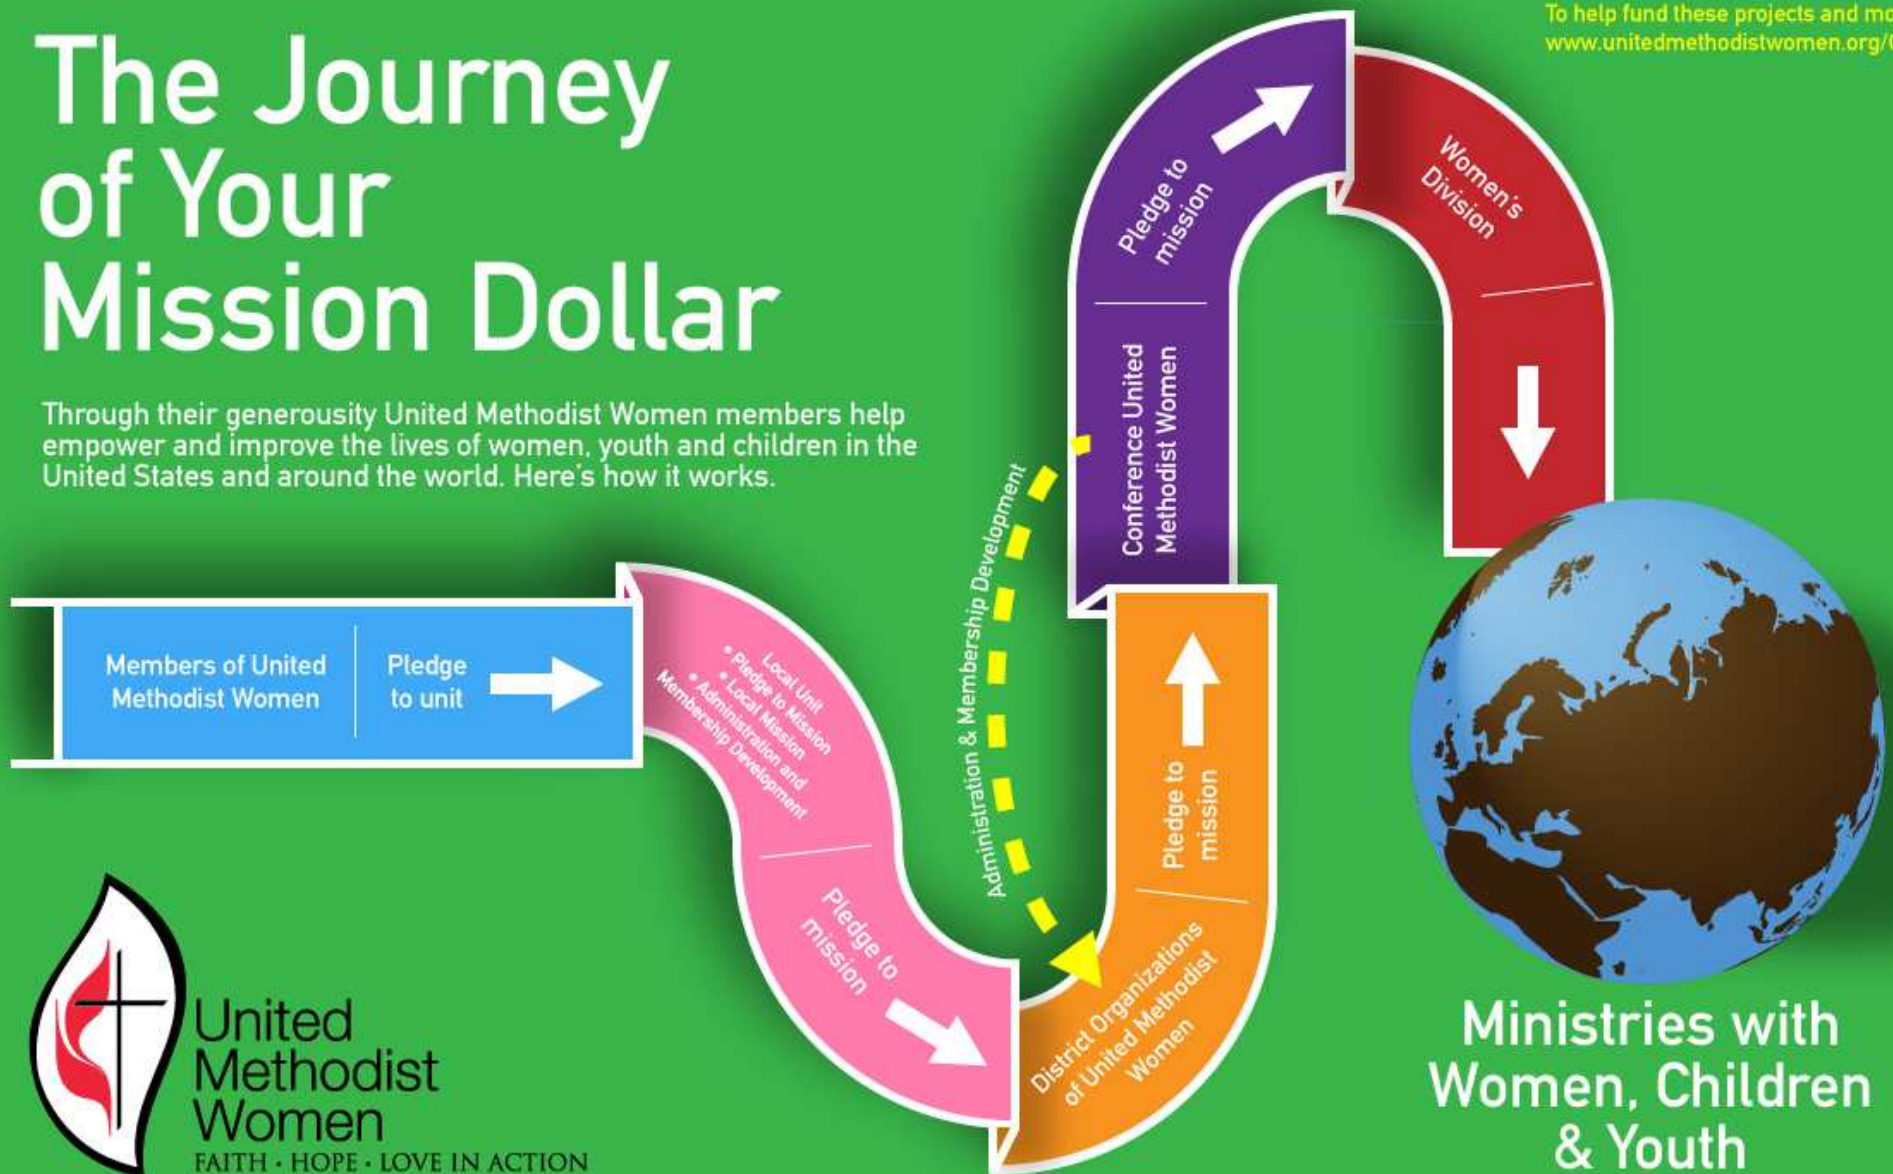 The Journey
of Your
Mission Dollar
To help fund these projects and
www.unitedmethodistwomen.org/
Through their generousity United Methodist Women members help
empower and improve the lives of women, youth and children in the
United States and around the world. Here's how it works.
Members of United
Methodist Women
Pledge
to unit
Local Unit
• Pledge to Mission
• Local Mission
• Administration and
Membership Development
Pledge to
mission
District Organizations
of United Methodist
Women
Pledge to
mission
Administration & Membership Development
Conference United
Methodist Women
Pledge to
mission
Women's
Division
Ministries with
Women, Children
& Youth
United
Methodist
Women
FAITH • HOPE • LOVE IN ACTION